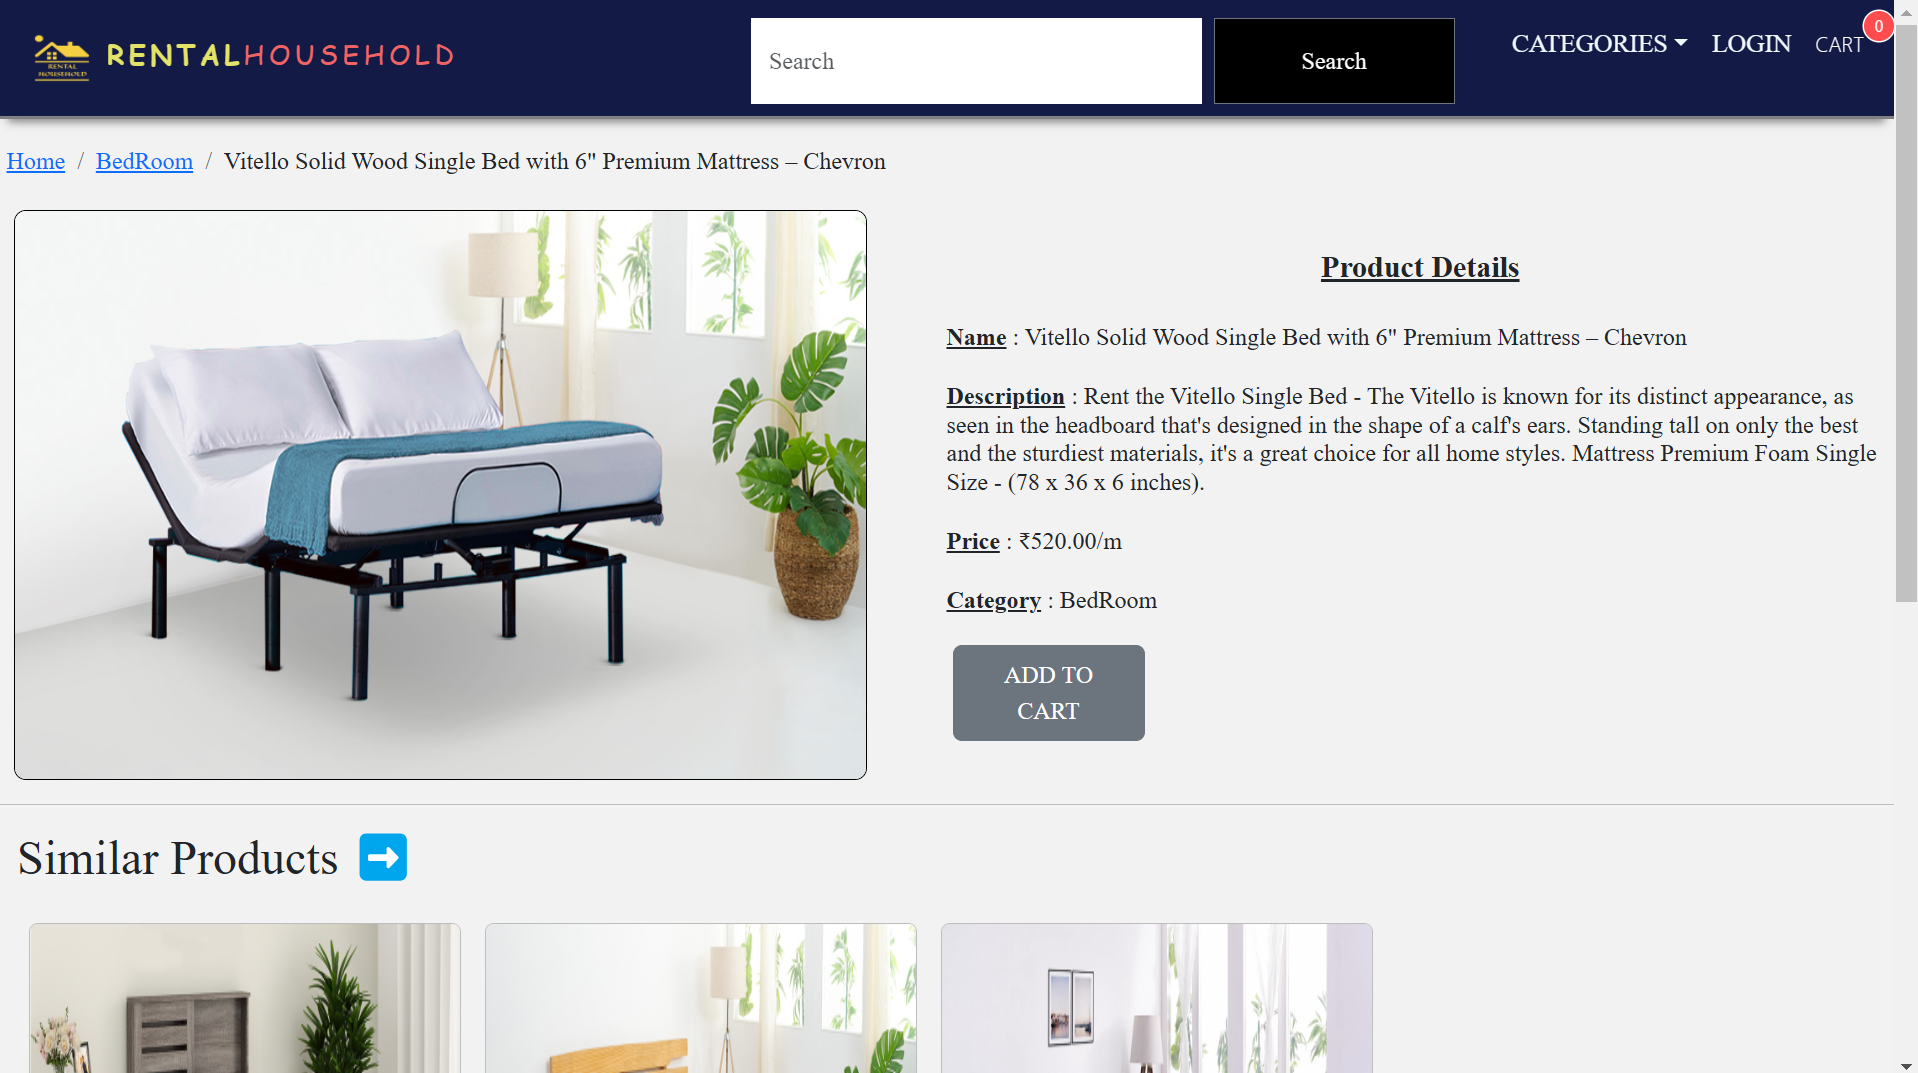 RENTAL
HOUSEHOLD
RENTALHOUSEHOLD
Search
Search
CATEGORIES
LOGIN
CART
0
Home / BedRoom / Vitello Solid Wood Single Bed with 6" Premium Mattress – Chevron
Product Details
Name : Vitello Solid Wood Single Bed with 6" Premium Mattress – Chevron
Description : Rent the Vitello Single Bed - The Vitello is known for its distinct appearance, as
seen in the headboard that's designed in the shape of a calf's ears. Standing tall on only the best
and the sturdiest materials, it's a great choice for all home styles. Mattress Premium Foam Single
Size - (78 x 36 x 6 inches).
Price : ₹520.00/m
Category : BedRoom
ADD TO
CART
Similar Products